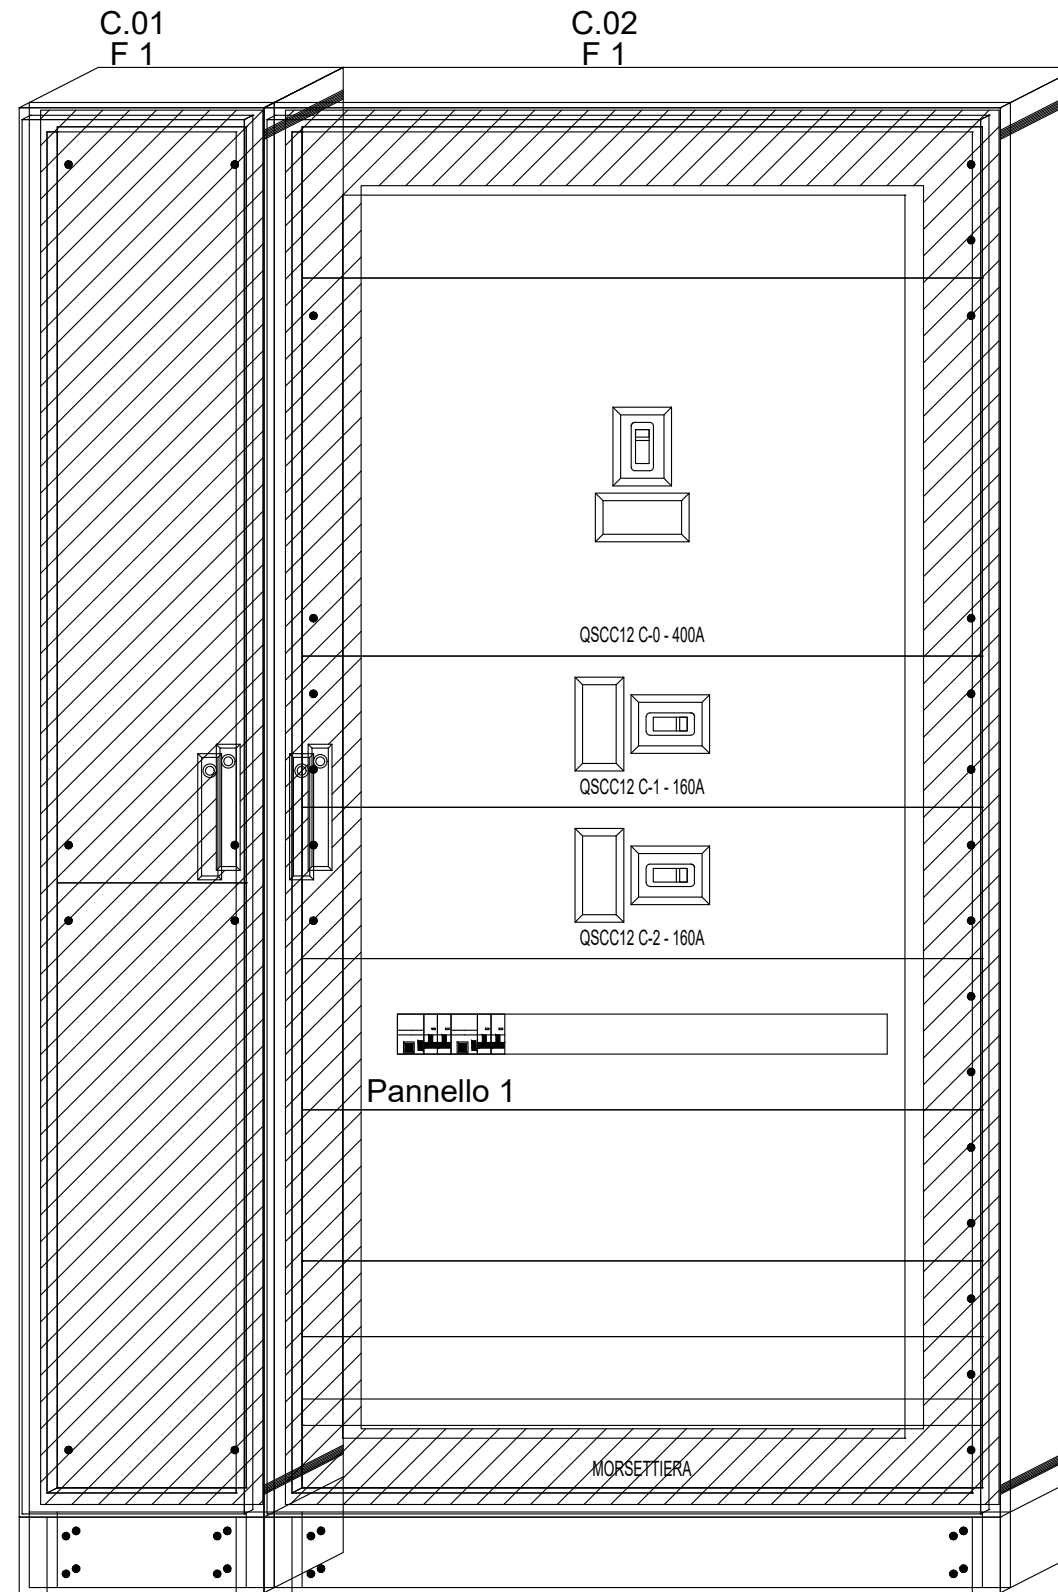 C.01
F 1
C.02
F 1
QSCC12 C-0 - 400A
QSCC12 C-1 - 160A
QSCC12 C-2 - 160A
Pannello 1
MORSETTIERA